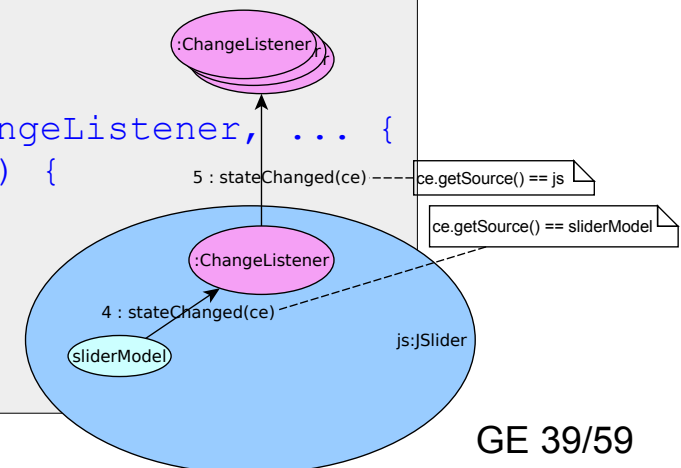 :ChangeListener
r
r
ngeListener, ... {
) {
5 : stateChanged(ce)
ce.getSource() == js
ce.getSource() == sliderModel
:ChangeListener
4 : stateChanged(ce)
js:JSlider
sliderModel
GE 39/59